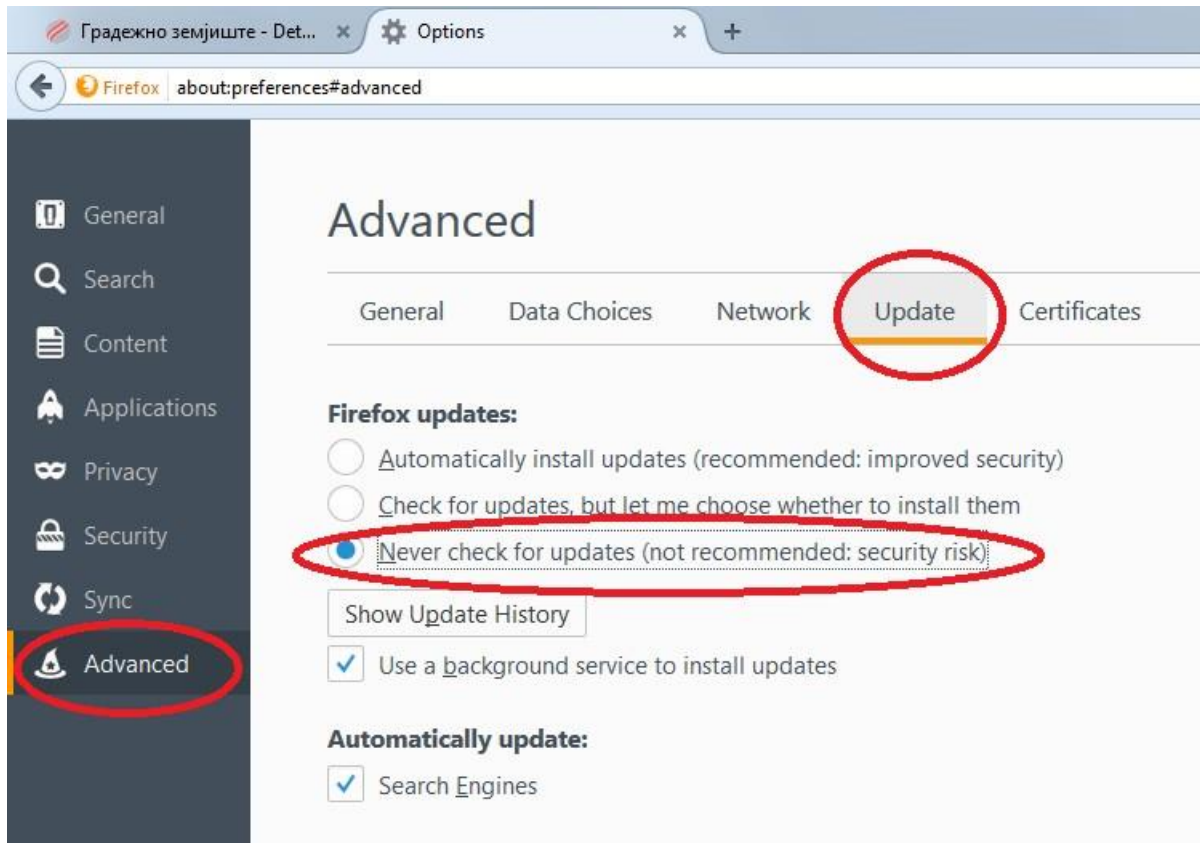 Градежно земјиште - Det... × Options × +
Firefox about:preferences#advanced
General
Search
Content
Applications
Privacy
Security
Sync
Advanced
Advanced
General Data Choices Network Update Certificates
Firefox updates:
Automatically install updates (recommended: improved security)
Check for updates, but let me choose whether to install them
Never check for updates (not recommended: security risk)
Show Update History
Use a background service to install updates
Automatically update:
Search Engines